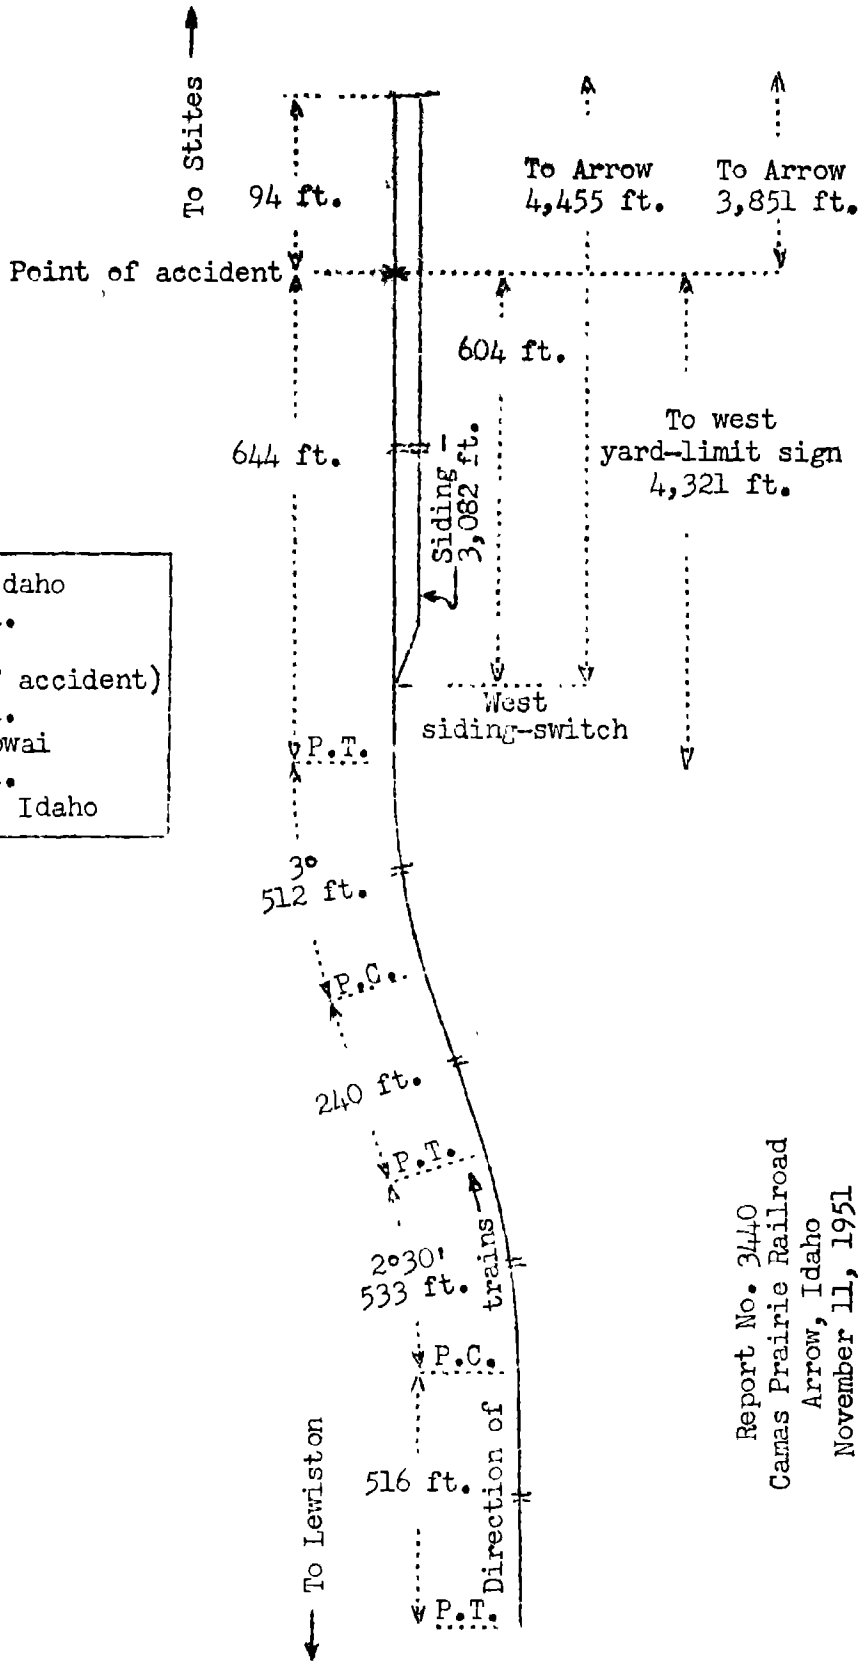 To Stites
94 ft.
To Arrow
4,455 ft.
To Arrow
3,851 ft.
Point of accident
604 ft.
644 ft.
To west
yard-limit sign
4,321 ft.
Siding –
3,082 ft.
daho
.
accident)
.
wai
.
Idaho
West
siding-switch
P.T.
3°
512 ft.
P.C.
240 ft.
P.T.
2°30'
533 ft.
P.C.
516 ft.
P.T.
Direction of trains
To Lewiston
Report No. 3440
Camas Prairie Railroad
Arrow, Idaho
November 11, 1951